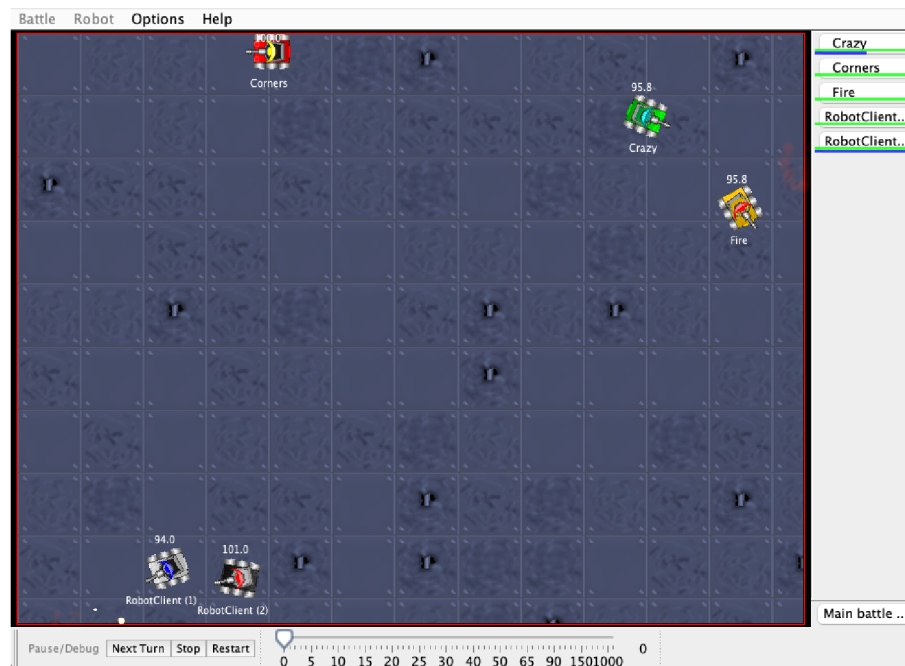 Battle Robot Options Help
100.0
Corners
95.8
Crazy
95.8
Fire
94.0
RobotClient (1)
101.0
RobotClient (2)
Crazy
Corners
Fire
RobotClient..
RobotClient..
Main battle ..
Pause/Debug Next Turn Stop Restart
0 5 10 15 20 25 30 40 50 65 90 1501000
0